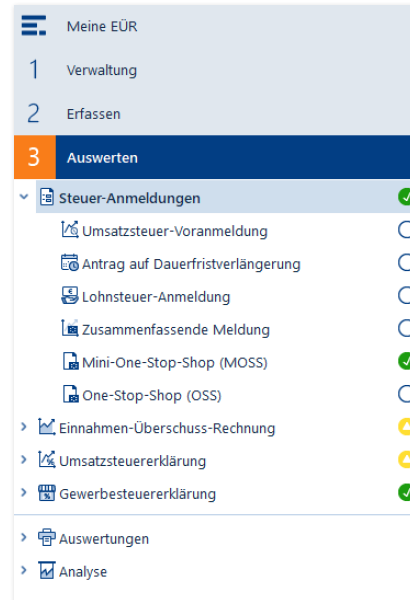 Meine EÜR
1 Verwaltung
2 Erfassen
3 Auswerten
Steuer-Anmeldungen
Umsatzsteuer-Voranmeldung
Antrag auf Dauerfristverlängerung
Lohnsteuer-Anmeldung
Zusammenfassende Meldung
Mini-One-Stop-Shop (MOSS)
One-Stop-Shop (OSS)
Einnahmen-Überschuss-Rechnung
Umsatzsteuererklärung
Gewerbesteuererklärung
Auswertungen
Analyse